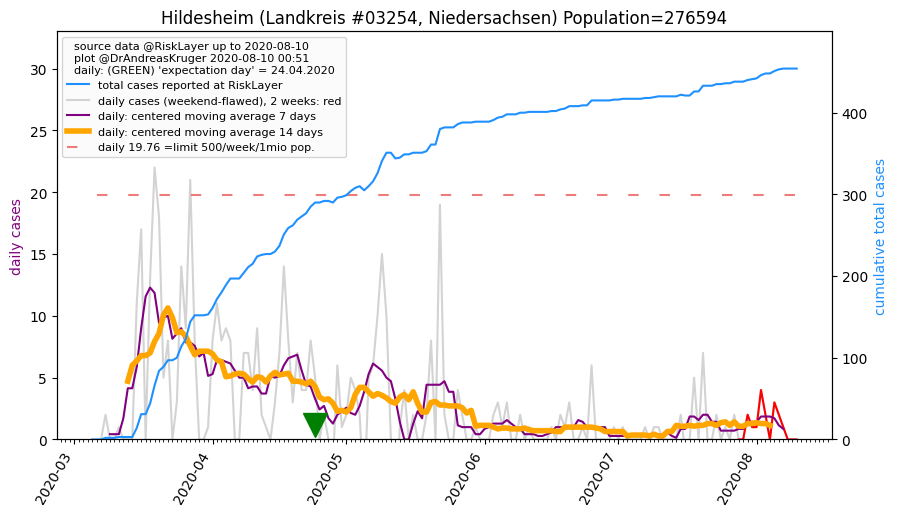 Hildesheim (Landkreis #03254, Niedersachsen) Population=276594
source data @RiskLayer up to 2020-08-10
plot @DrAndreasKruger 2020-08-10 00:51
daily: (GREEN) 'expectation day' = 24.04.2020
total cases reported at RiskLayer
daily cases (weekend-flawed), 2 weeks: red
daily: centered moving average 7 days
daily: centered moving average 14 days
daily 19.76 =limit 500/week/1mio pop.
daily cases
30
25
20
15
10
5
0
cumulative total cases
400
300
200
100
0
2020-03
2020-04
2020-05
2020-06
2020-07
2020-08